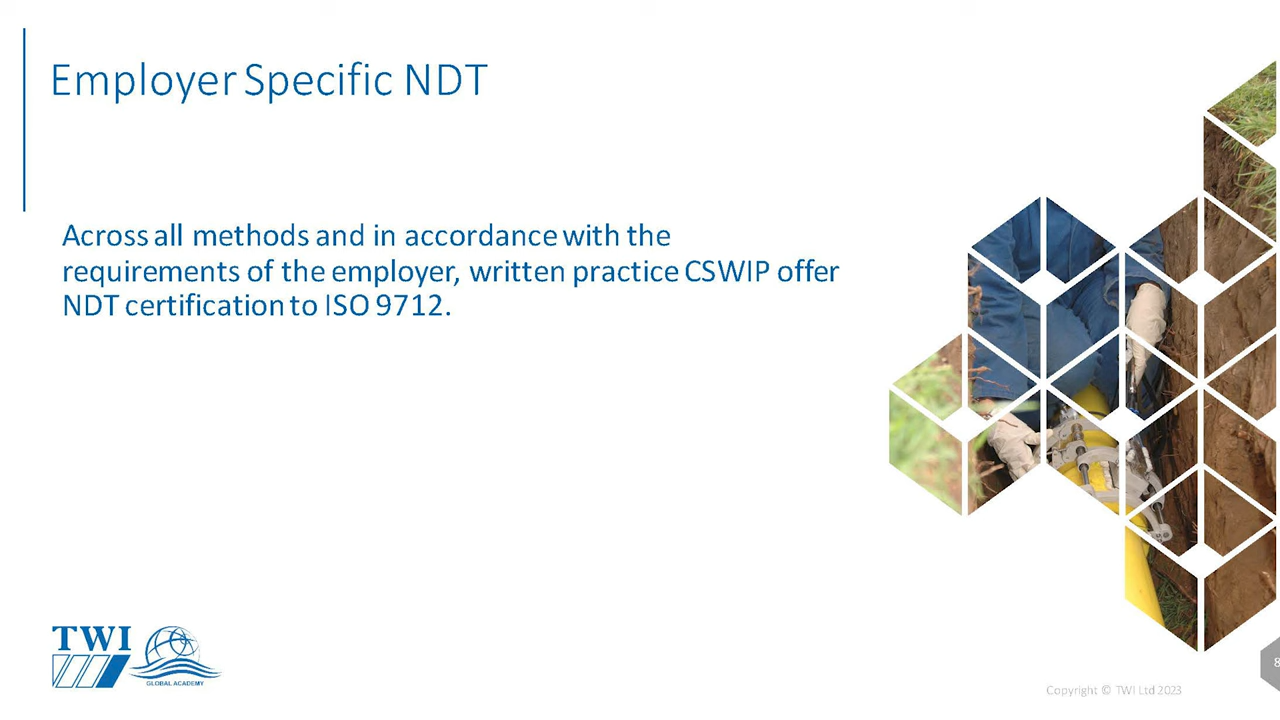 Employer Specific NDT
Across all methods and in accordance with the
requirements of the employer, written practice CSWIP offer
NDT certification to ISO 9712.
TWI
GLOBAL ACADEMY
Copyright © TWI Ltd 2023
8